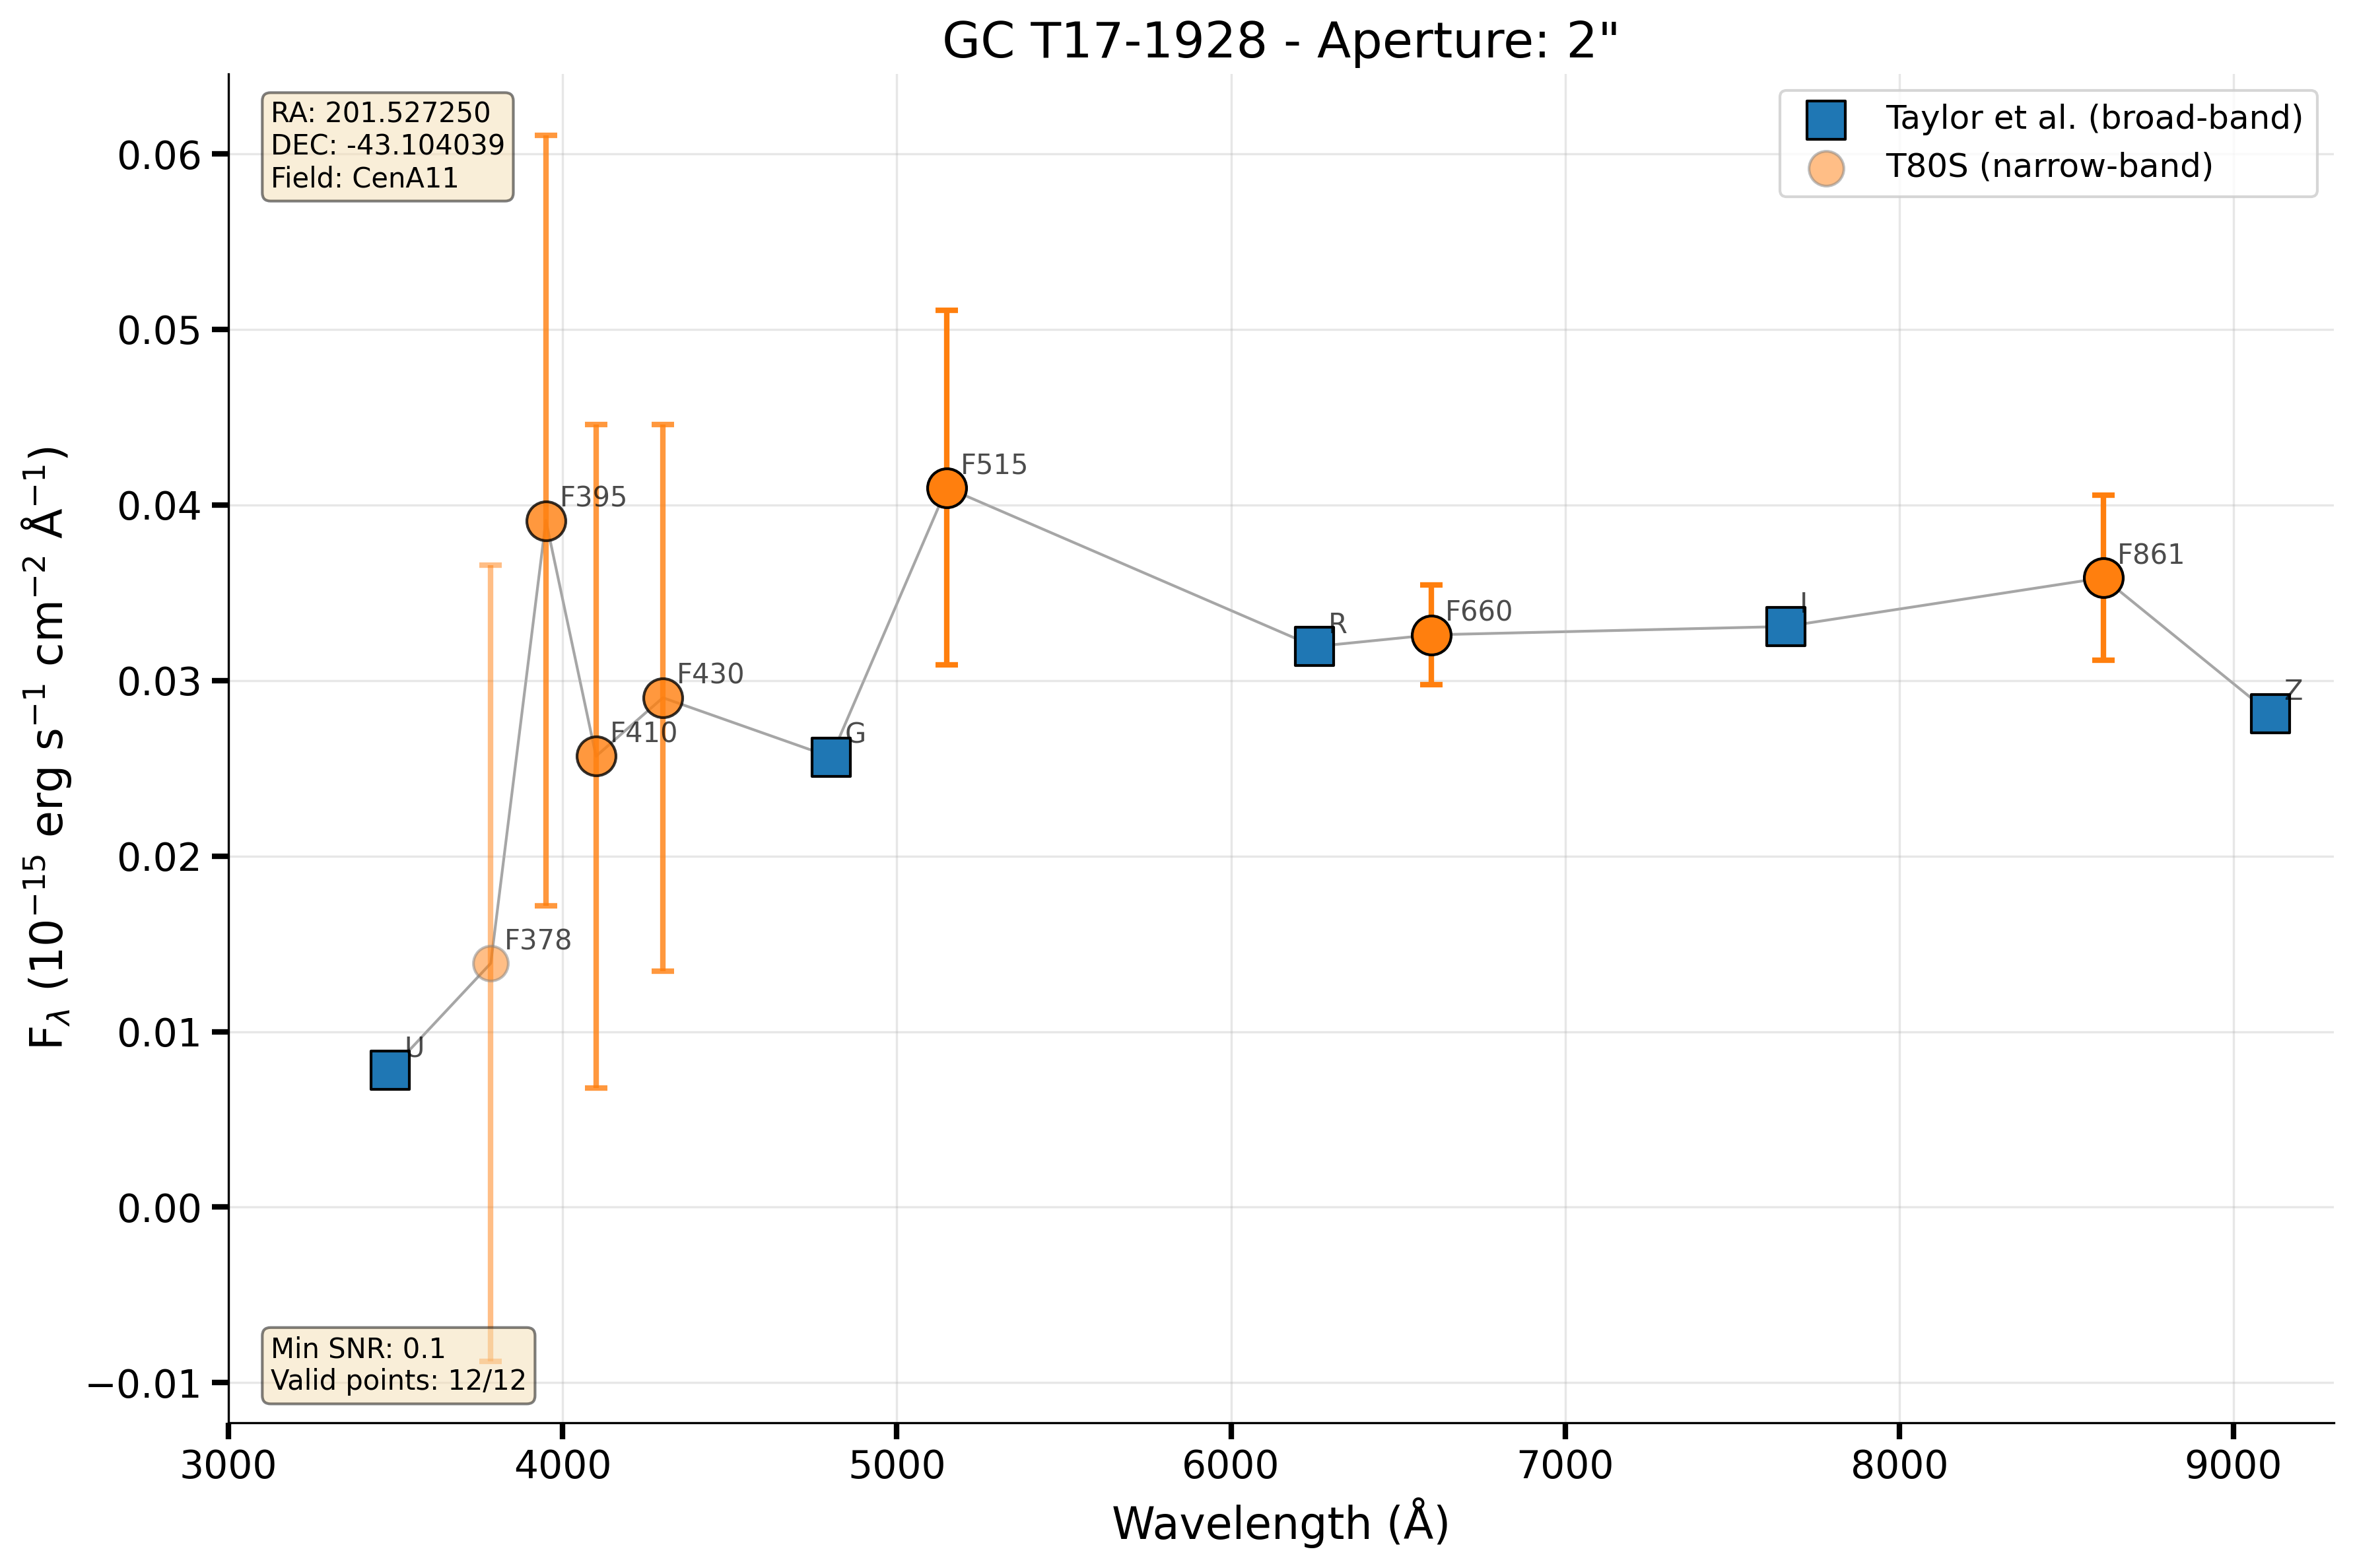 GC T17-1928 - Aperture: 2"
RA: 201.527250
DEC: -43.104039
Field: CenA11
Taylor et al. (broad-band)
T80S (narrow-band)
0.06
0.05
0.04
0.03
0.02
0.01
0.00
−0.01
F$_λ$ (10⁻¹⁵ erg s⁻¹ cm⁻² Å⁻¹)
U
F378
F395
F410
F430
G
F515
R
F660
I
F861
Z
Min SNR: 0.1
Valid points: 12/12
3000 4000 5000 6000 7000 8000 9000
Wavelength (Å)